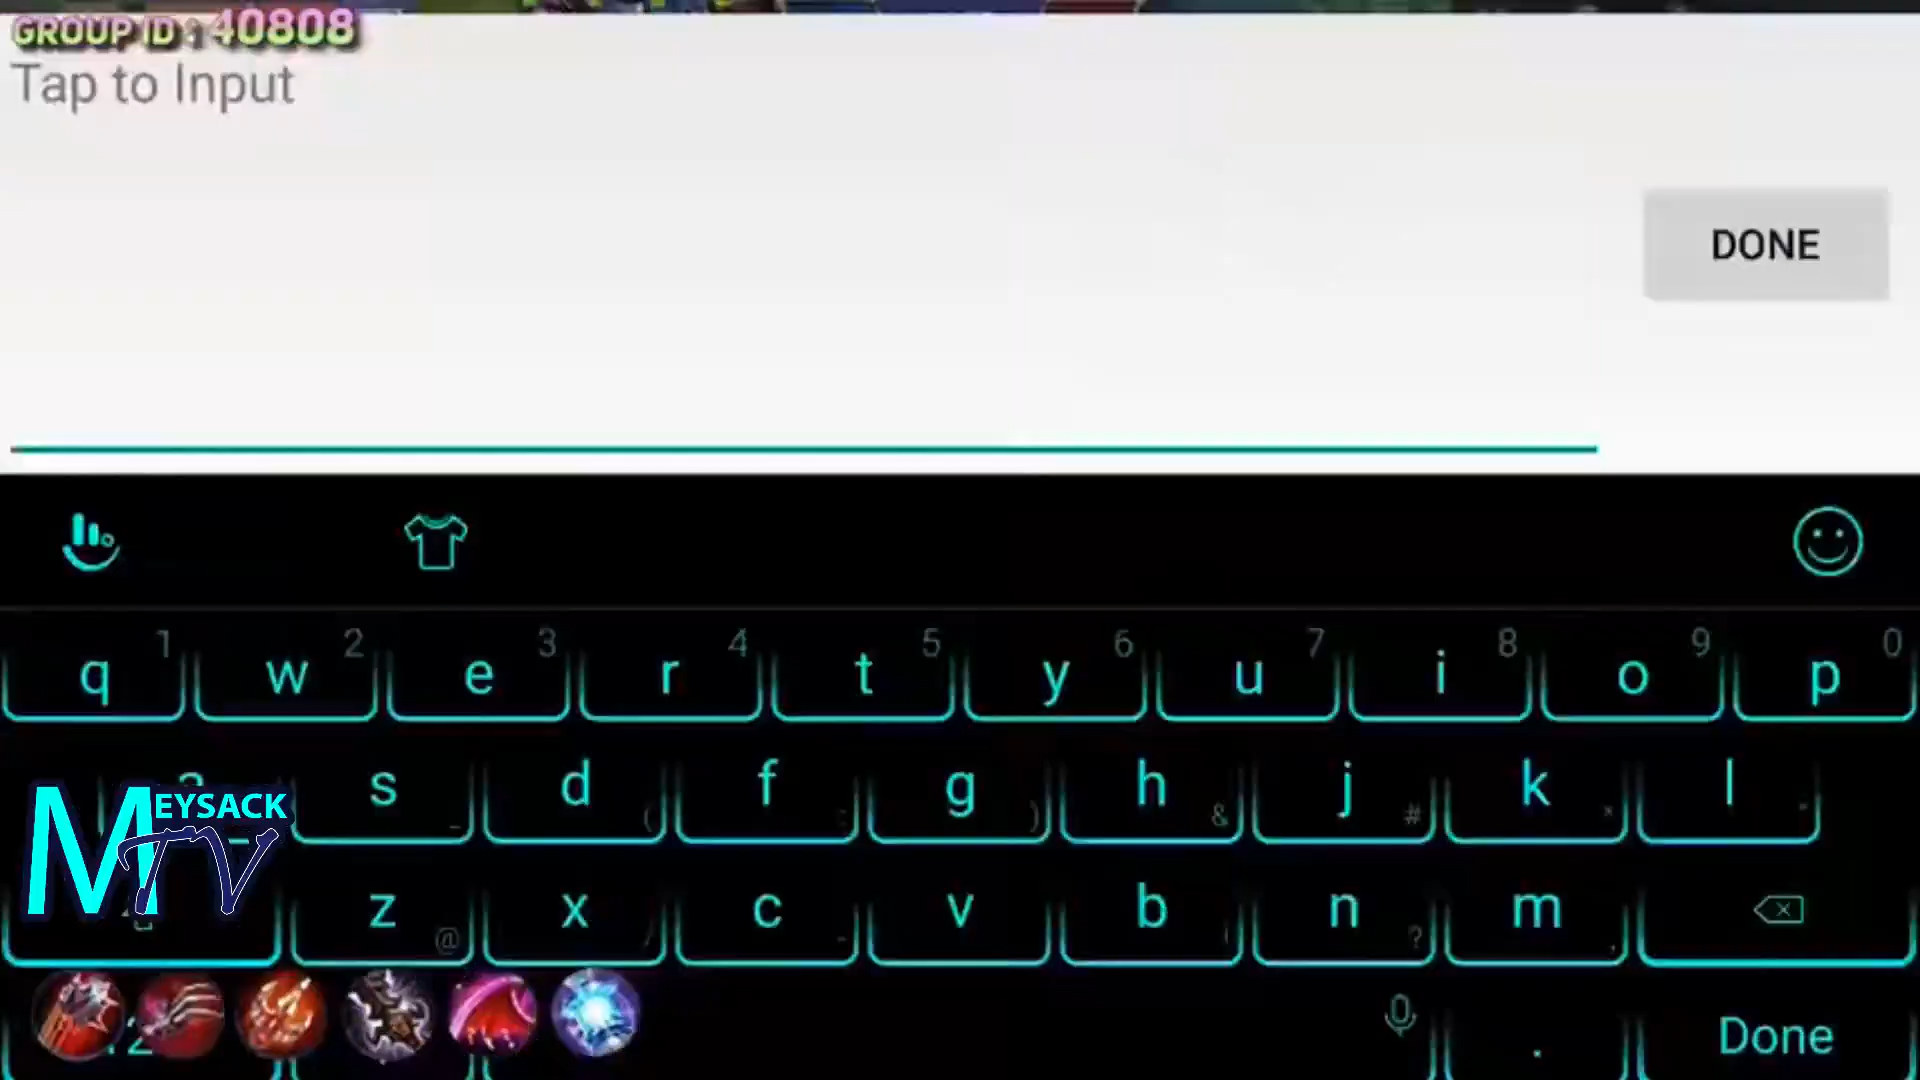 GROUP ID : 40808
Tap to Input
DONE
1 2 3 4 5 6 7 8 9 0
q w e r t y u i o p
s d f g h j k l
_ ( : ) & # * "
MEYSACK
TV
z x c v b n m
@ / - ? ,
. Done